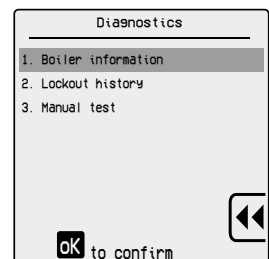 Diagnostics
1. Boiler information
2. Lockout history
3. Manual test
OK to confirm